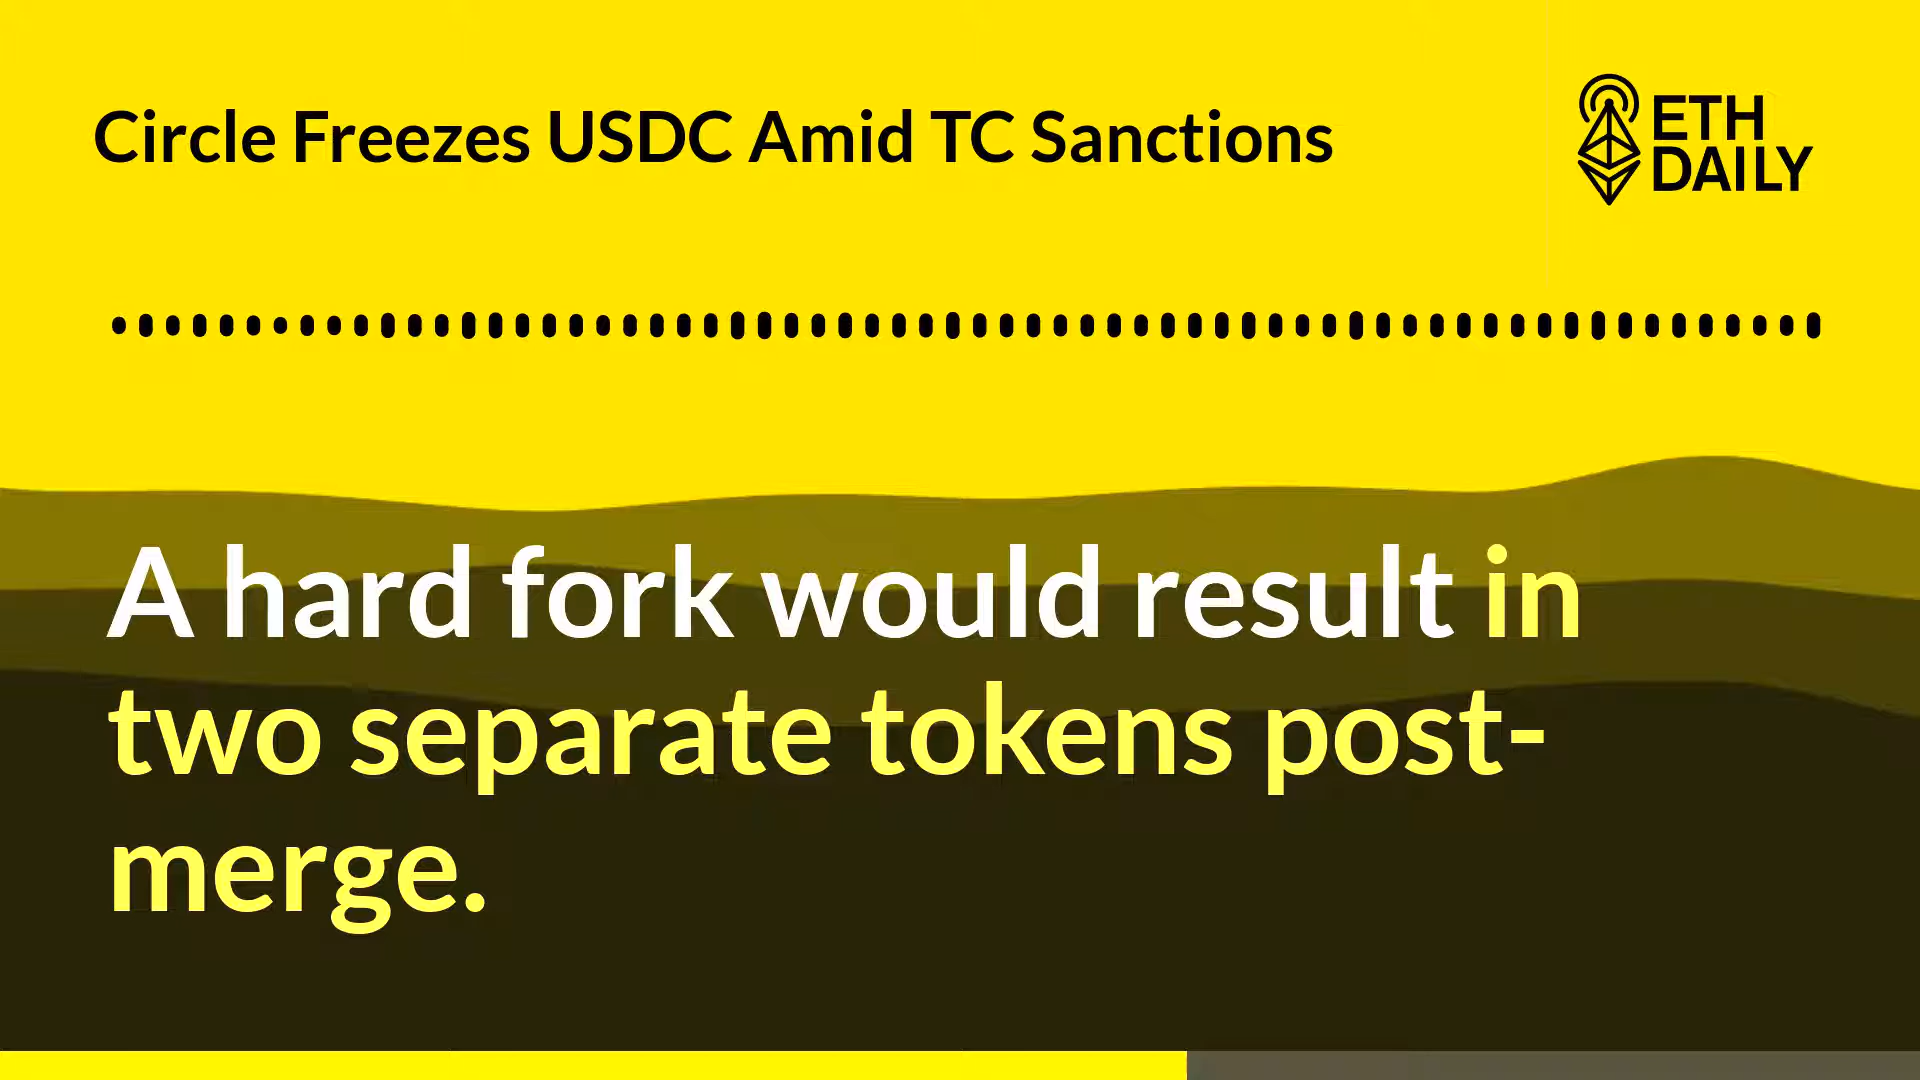 Circle Freezes USDC Amid TC Sanctions
ETH
DAILY
A hard fork would result in
two separate tokens post-
merge.